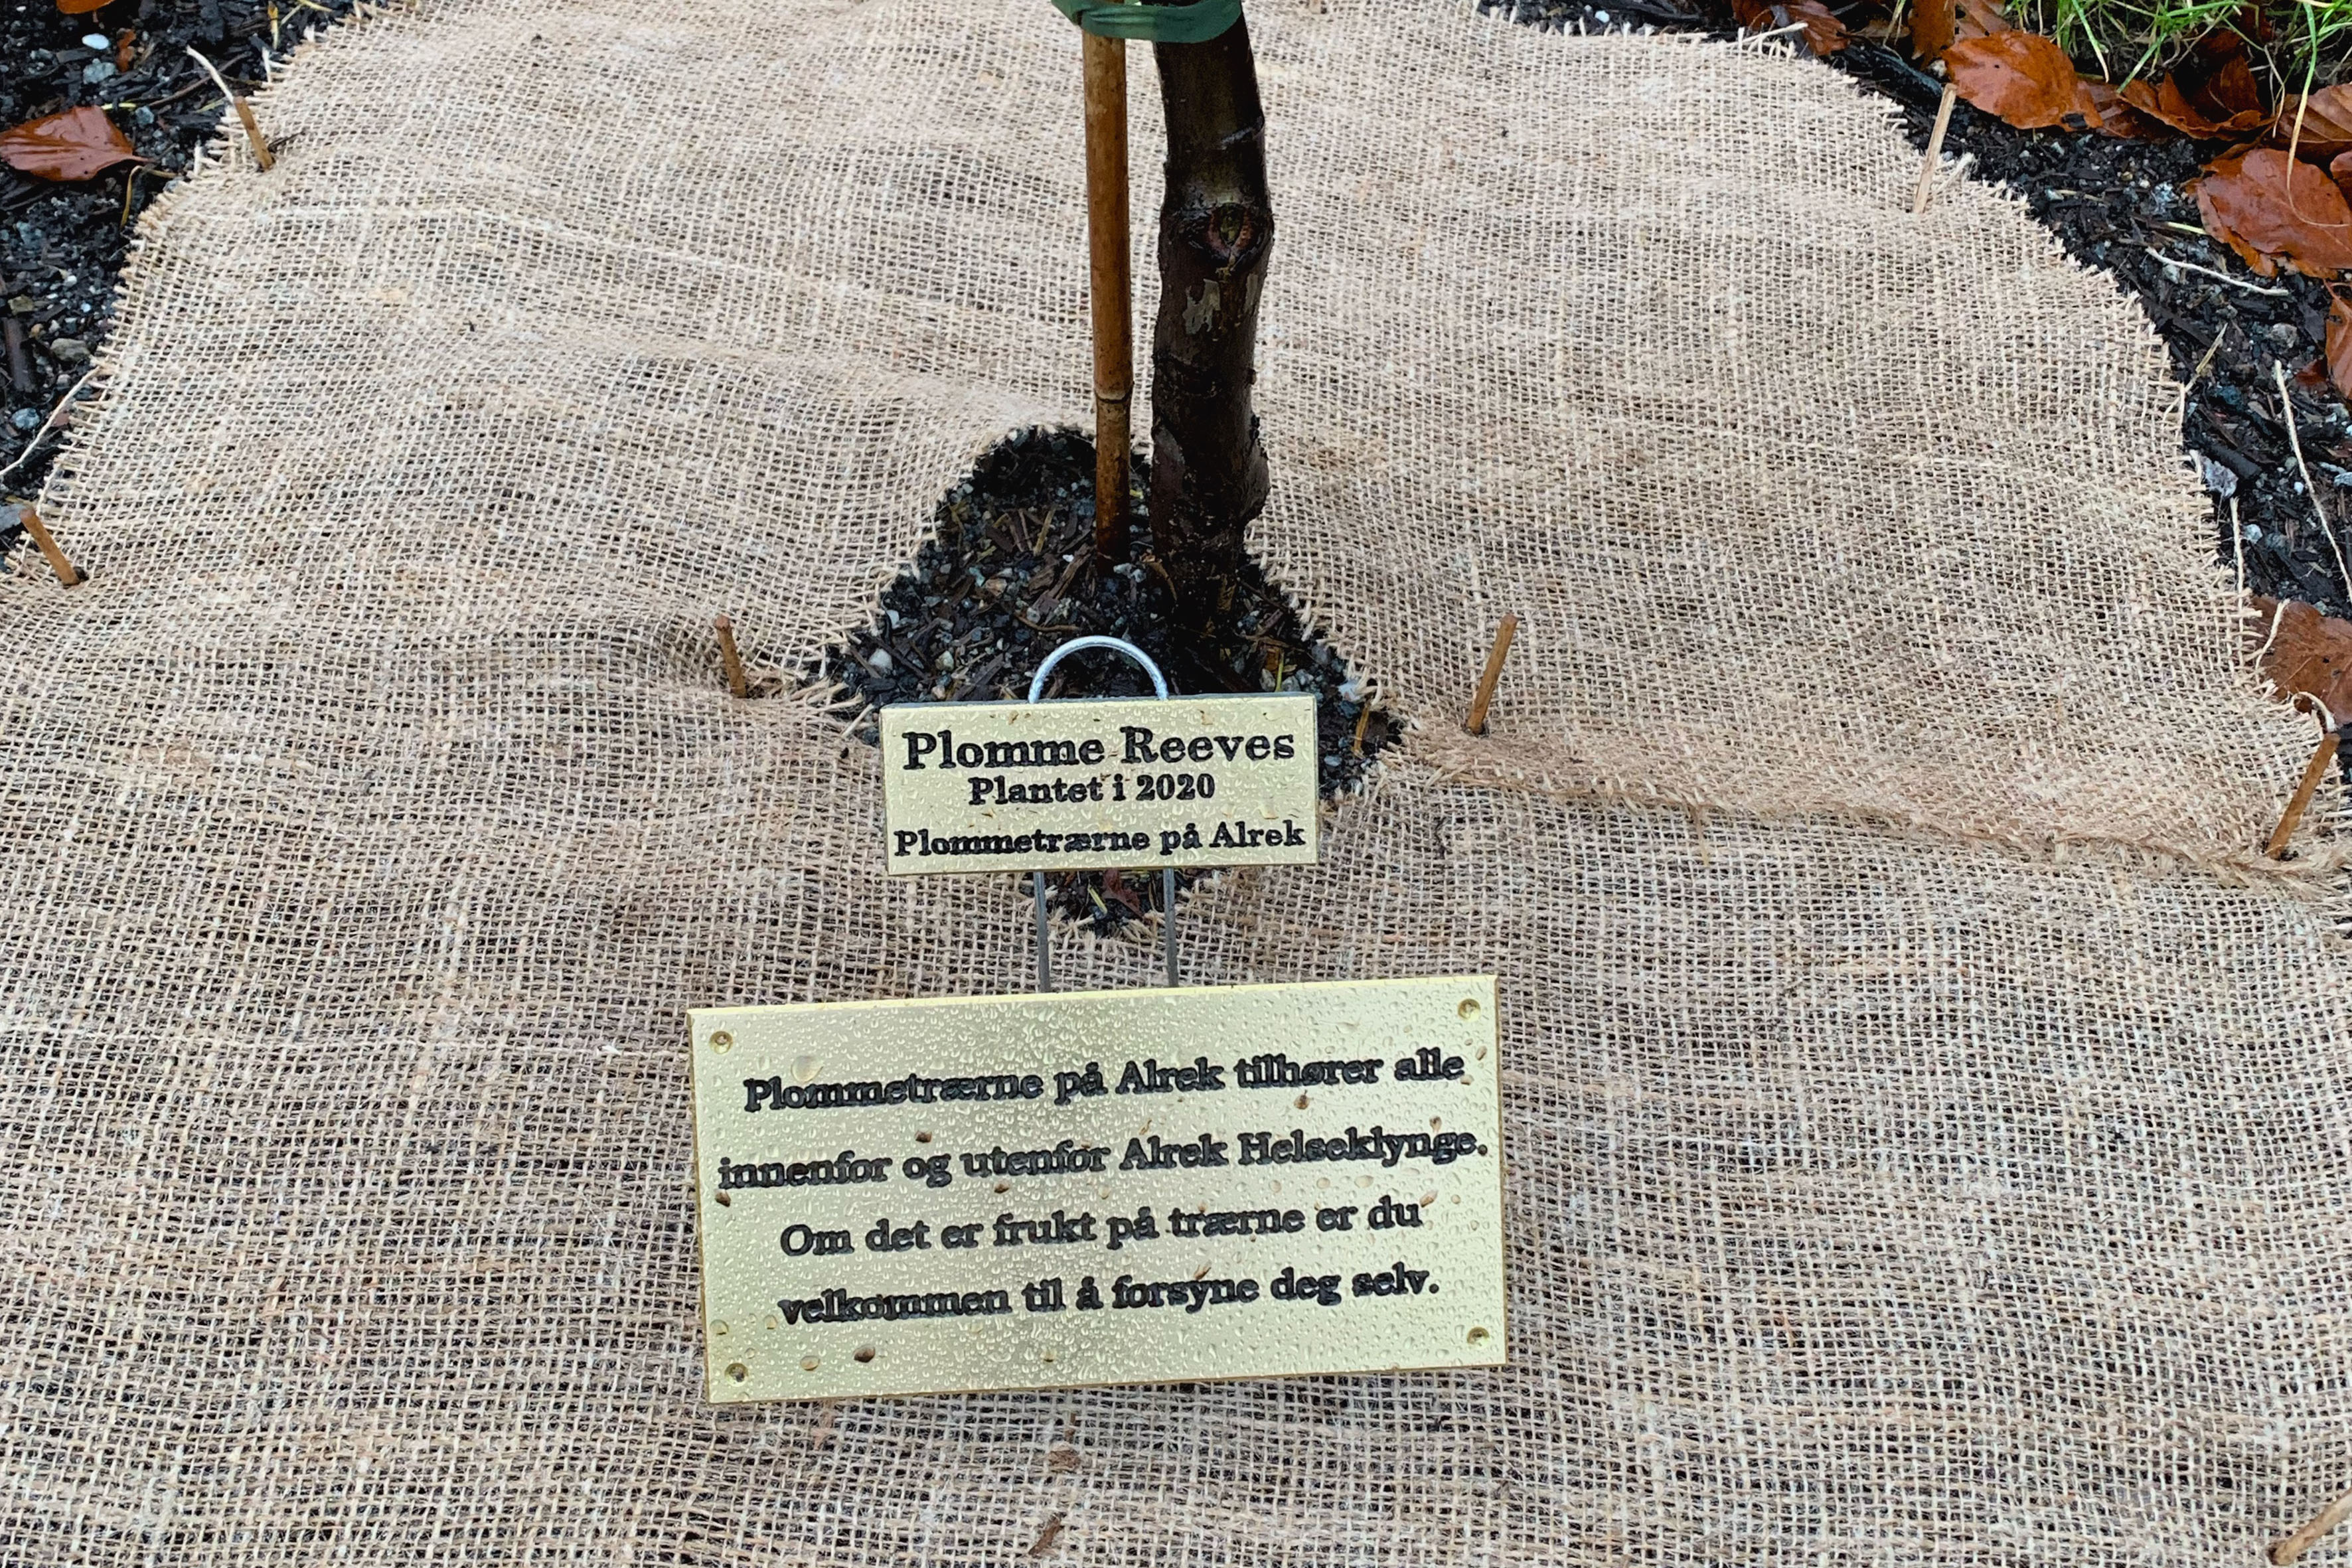 Plomme Reeves
Plantet i 2020
Plommetrærne på Alrek
Plommetrærne på Alrek tilhører alle
innenfor og utenfor Alrek Helseklynge.
Om det er frukt på trærne er du
velkommen til å forsyne deg selv.